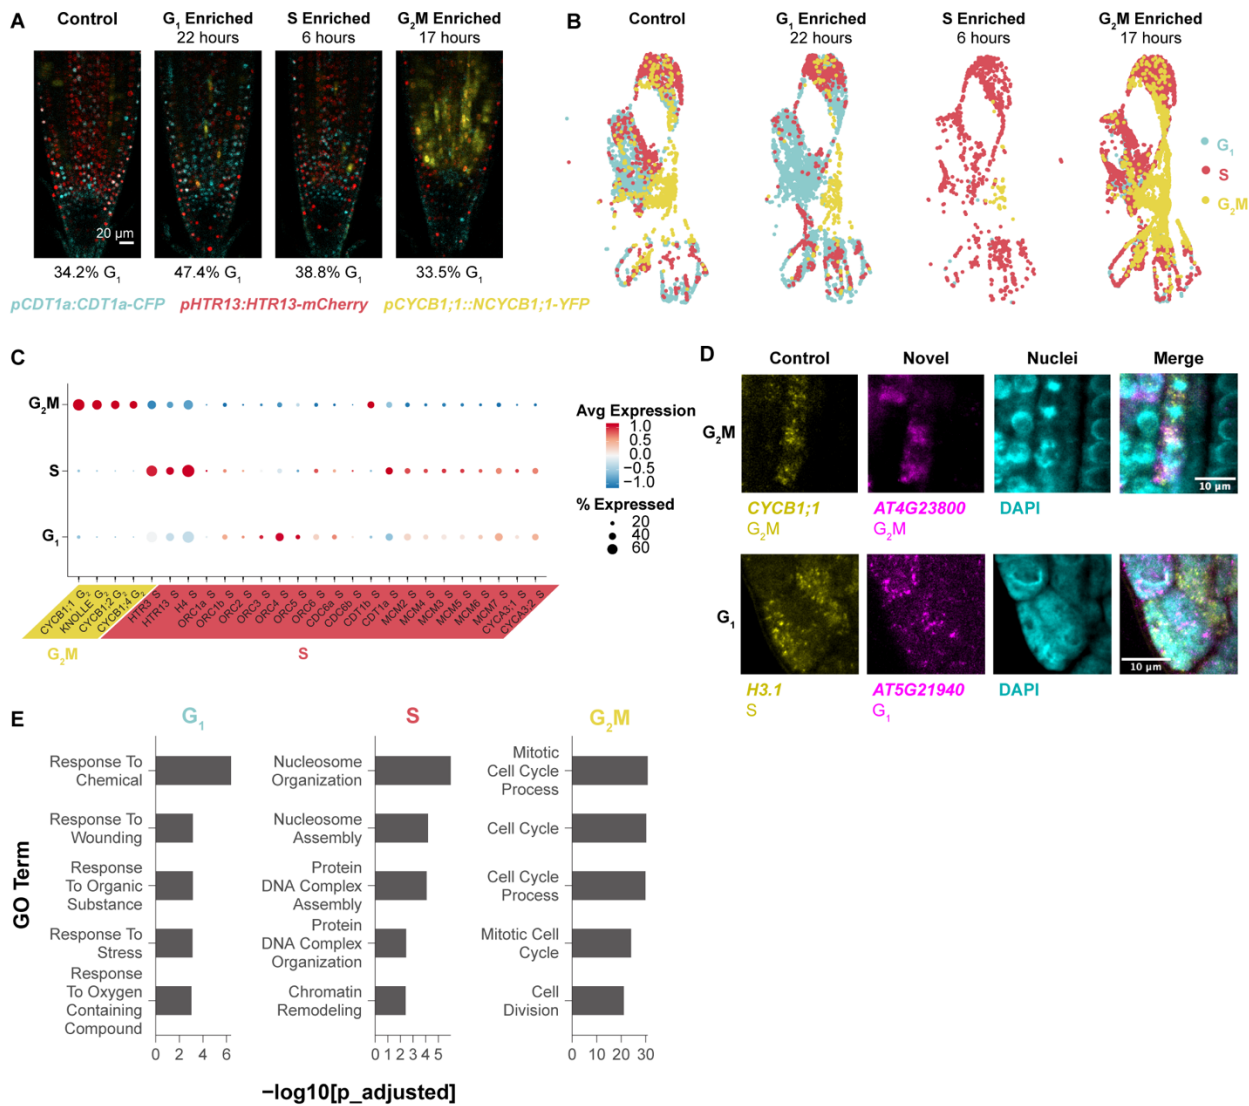 A
Control
G1 Enriched
22 hours
S Enriched
6 hours
G2M Enriched
17 hours
20 µm
34.2% G1
47.4% G1
38.8% G1
33.5% G1
pCDT1a:CDT1a-CFP
pHTR13:HTR13-mCherry
pCYCB1;1::NCYCB1;1-YFP
B
Control
G1 Enriched
22 hours
S Enriched
6 hours
G2M Enriched
17 hours
G1
S
G2M
C
G2M
S
G1
CYCB1;1 G2
KNOLLE G2
CYCB1;2 G2
CYCB1;4 G2
HTR3 S
HTR13 S
H4 S
ORC1a S
ORC1b S
ORC2 S
ORC3 S
ORC4 S
ORC5 S
ORC6 S
CDC6a S
CDC6b S
CDT1b S
CDT1a S
MCM2 S
MCM4 S
MCM3 S
MCM5 S
MCM6 S
MCM7 S
CYCA3;1 S
CYCA3;2 S
G2M
S
Avg Expression
1.0
0.5
0.0
−0.5
−1.0
% Expressed
20
40
60
D
Control
Novel
Nuclei
Merge
G2M
10 µm
CYCB1;1
G2M
AT4G23800
G2M
DAPI
G1
10 µm
H3.1
S
AT5G21940
G1
DAPI
E
G1
S
G2M
GO Term
Response To
Chemical
Response To
Wounding
Response
To Organic
Substance
Response To
Stress
Response
To Oxygen
Containing
Compound
0 2 4 6
Nucleosome
Organization
Nucleosome
Assembly
Protein
DNA Complex
Assembly
Protein
DNA Complex
Organization
Chromatin
Remodeling
0 1 2 3 4 5
Mitotic
Cell Cycle
Process
Cell Cycle
Cell Cycle
Process
Mitotic Cell
Cycle
Cell
Division
0 10 20 30
−log10[p_adjusted]